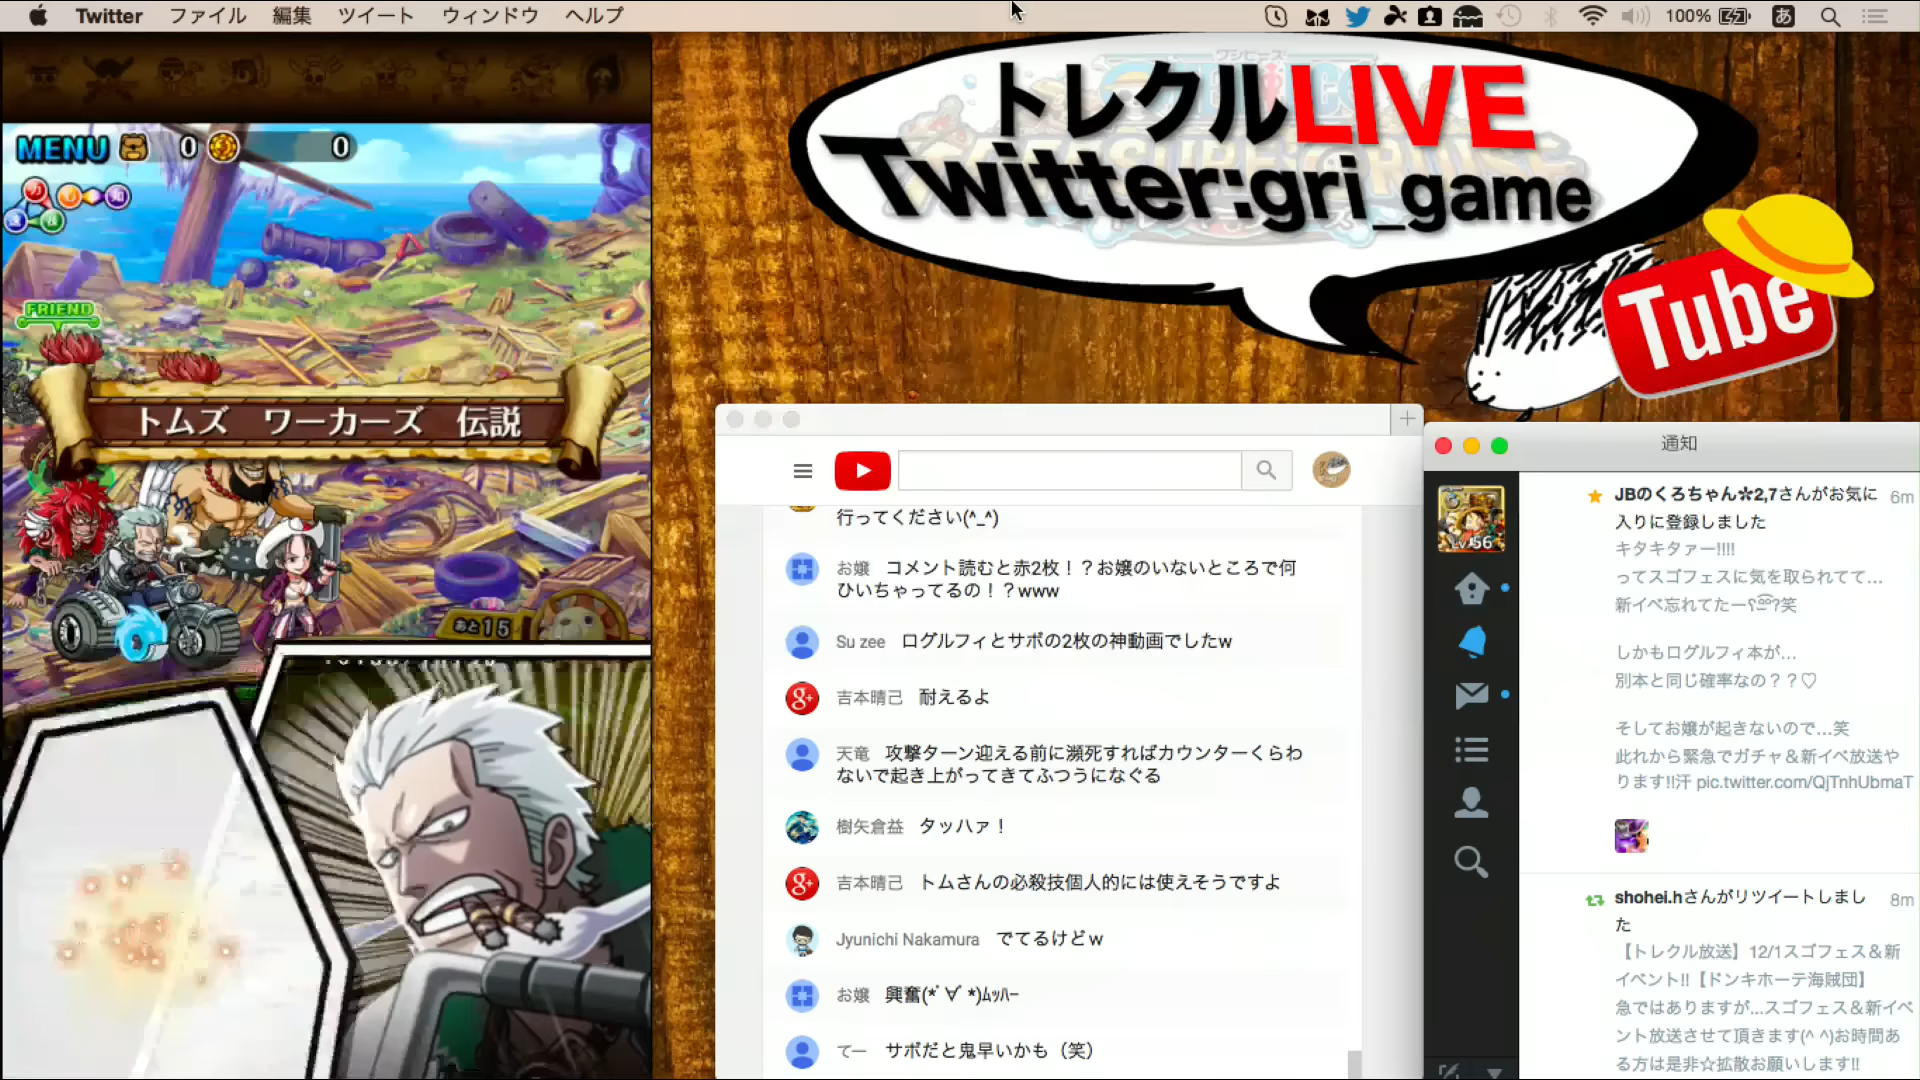 Twitter ファイル 編集 ツイート ウィンドウ ヘルプ
100%
あ
MENU 0 0
FRIEND
トムズ ワーカーズ 伝説
あと15
トレクルLIVE
Twitter:gri_game
Tube
行ってください(^_^)
お嬢 コメント読むと赤2枚！？お嬢のいないところで何
ひいちゃってるの！？www
Su zee ログルフィとサボの2枚の神動画でしたw
吉本晴己 耐えるよ
天竜 攻撃ターン迎える前に瀕死すればカウンターくらわ
ないで起き上がってきてふつうになぐる
樹矢倉益 タッハァ！
吉本晴己 トムさんの必殺技個人的には使えそうですよ
Jyunichi Nakamura でてるけどw
お嬢 興奮(*ﾟ∀ﾟ*)ﾑｯﾊｰ
てー サボだと鬼早いかも（笑）
通知
Lv.56
JBのくろちゃん✲2,7さんがお気に 6m
入りに登録しました
キタキタァー!!!!
ってスゴフェスに気を取られてて…
新イベ忘れてたー
笑
しかもログルフィ本が…
別本と同じ確率なの？？♡
そしてお嬢が起きないので…笑
此れから緊急でガチャ＆新イベ放送や
ります!!汗 pic.twitter.com/QjTnhUbmaT
shohei.hさんがリツイートしまし 8m
た
【トレクル放送】12/1スゴフェス＆新
イベント!!【ドンキホーテ海賊団】
急ではありますが...スゴフェス＆新イベ
ント放送させて頂きます(^ ^)お時間あ
る方は是非☆拡散お願いします!!